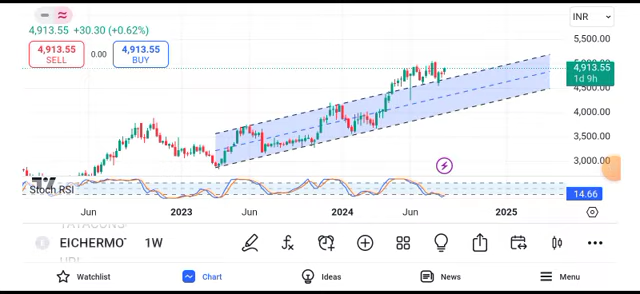 INR
4,913.55 +30.30 (+0.62%)
4,913.55 SELL 0.00 4,913.55 BUY
5,500.00
4,913.55
1d 9h
4,500.00
4,000.00
3,500.00
3,000.00
Stoch RSI
14.66
Jun 2023 Jun 2024 Jun 2025
EICHERMO 1W
Watchlist Chart Ideas News Menu